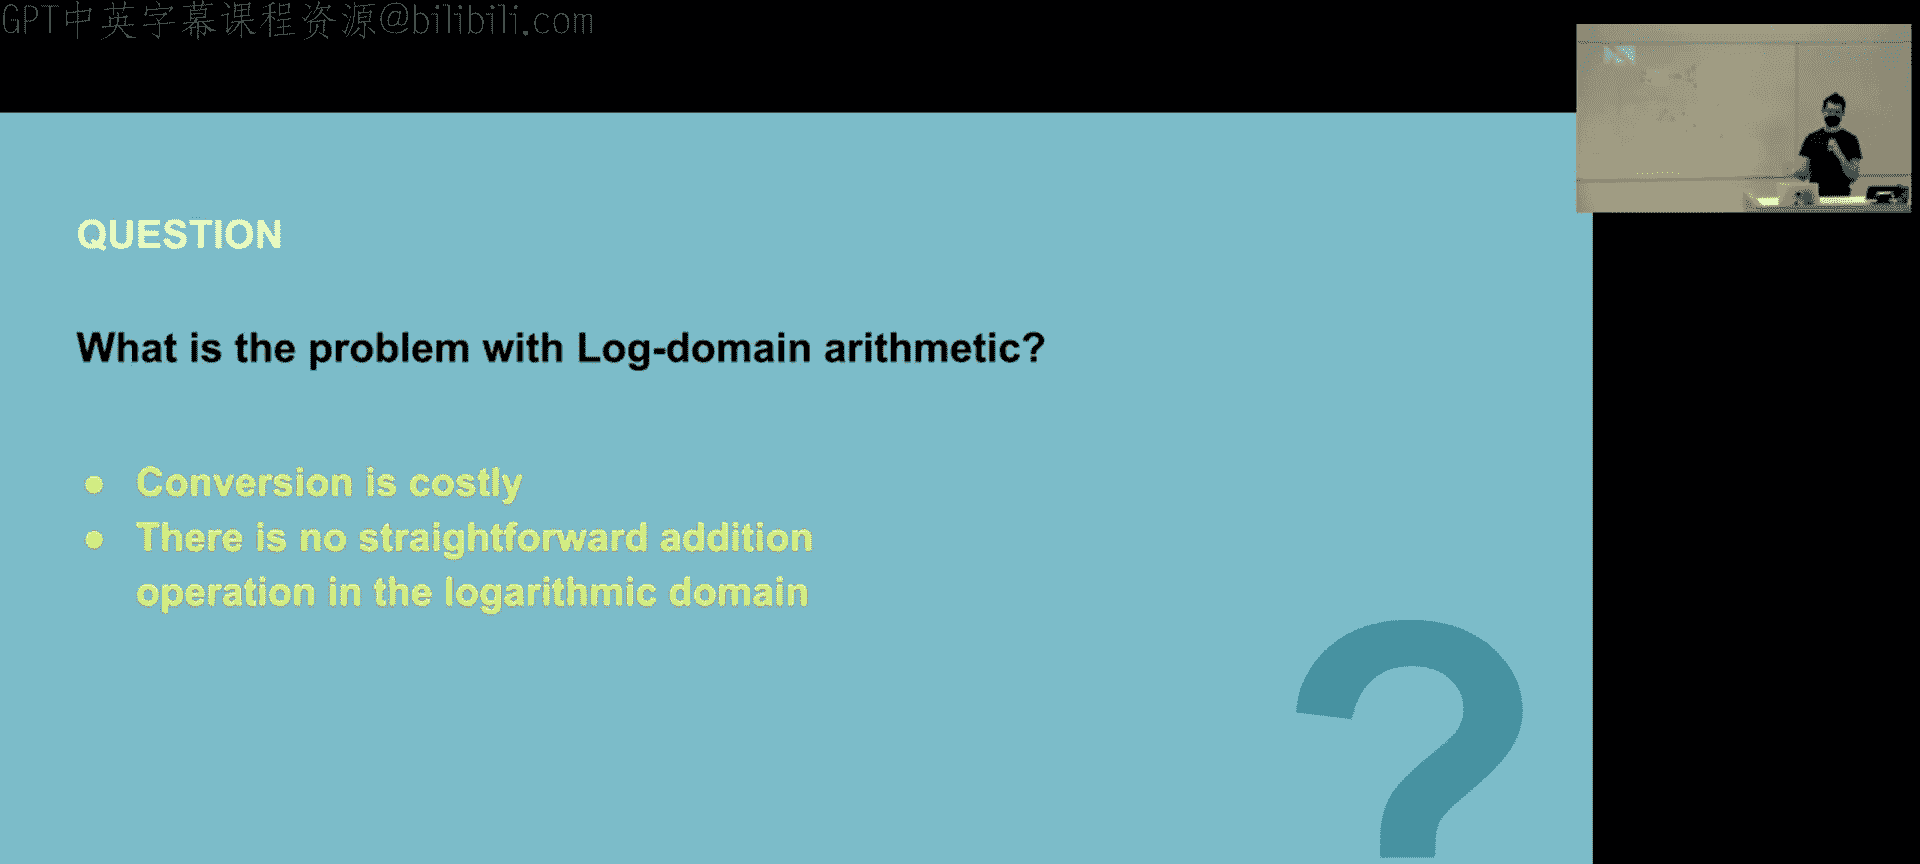 GPT中英字幕课程资源@bilibili.com
QUESTION
What is the problem with Log-domain arithmetic?
● Conversion is costly
● There is no straightforward addition
operation in the logarithmic domain
?